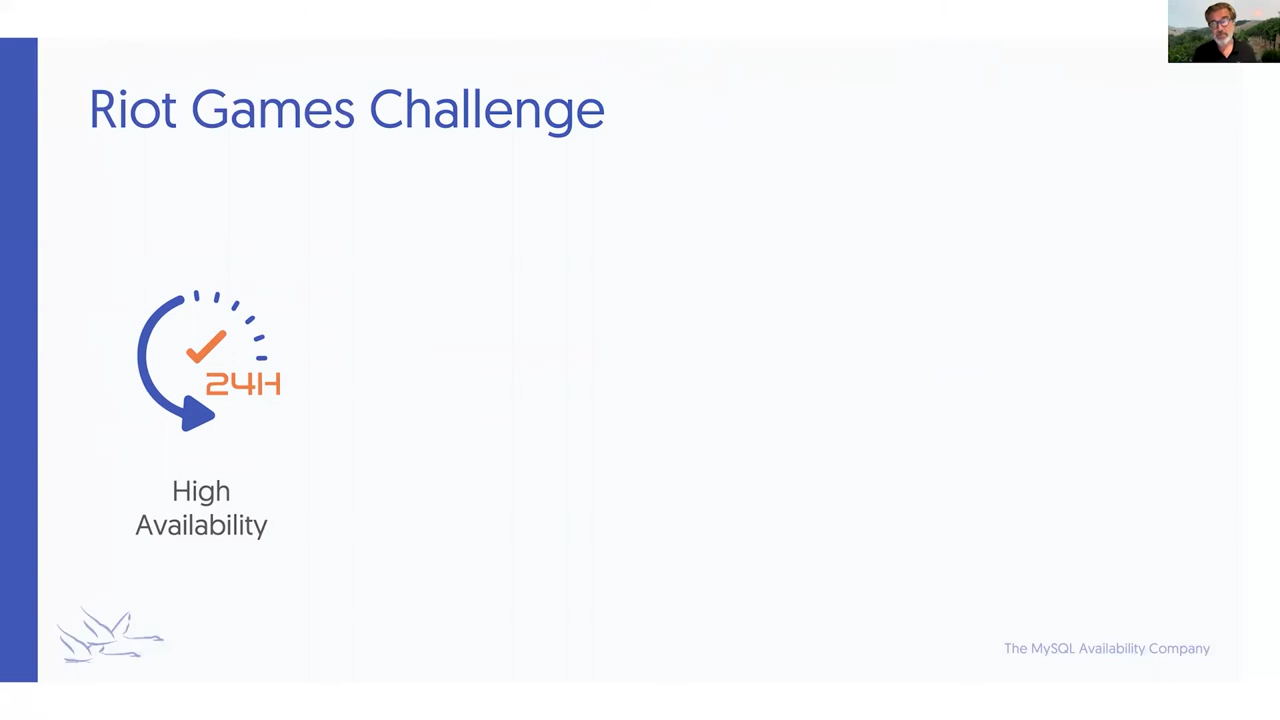 Riot Games Challenge
24H
High
Availability
The MySQL Availability Company